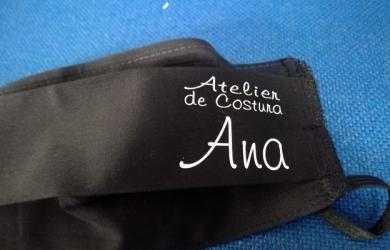 Atelier
de Costura
Ana